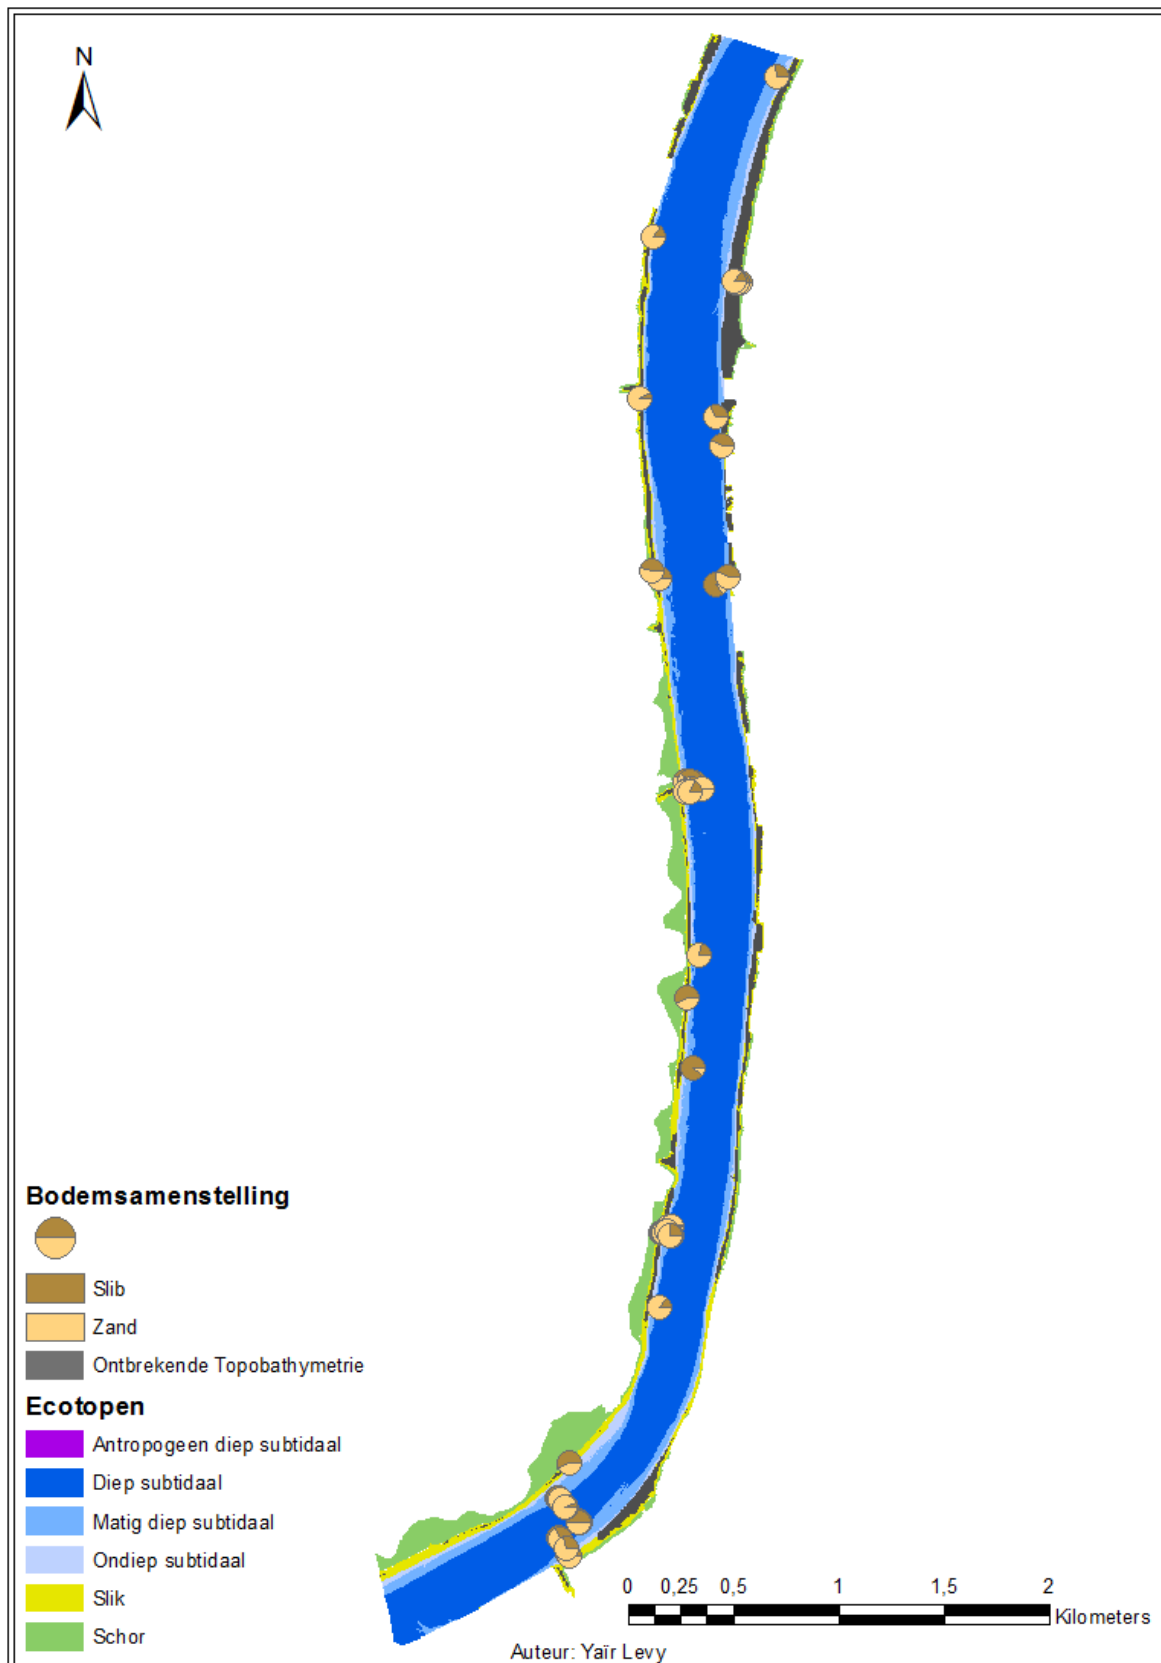 N
Bodemsamenstelling
Slib
Zand
Ontbrekende Topobathymetrie
Ecotopen
Antropogeen diep subtidaal
Diep subtidaal
Matig diep subtidaal
Ondiep subtidaal
Slik
Schor
0 0,25 0,5 1 1,5 2
Kilometers
Auteur: Yaïr Levy